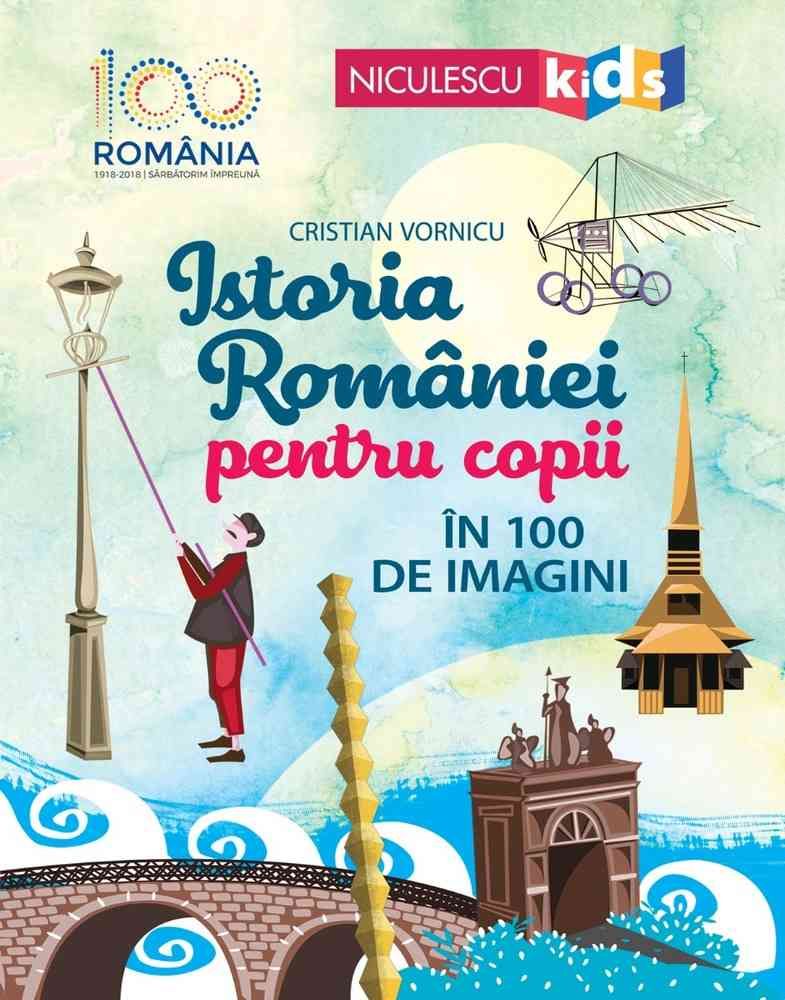 100
ROMÂNIA
1918-2018 | SĂRBĂTORIM ÎMPREUNĂ
NICULESCU kids
CRISTIAN VORNICU
Istoria
României
pentru copii
ÎN 100
DE IMAGINI